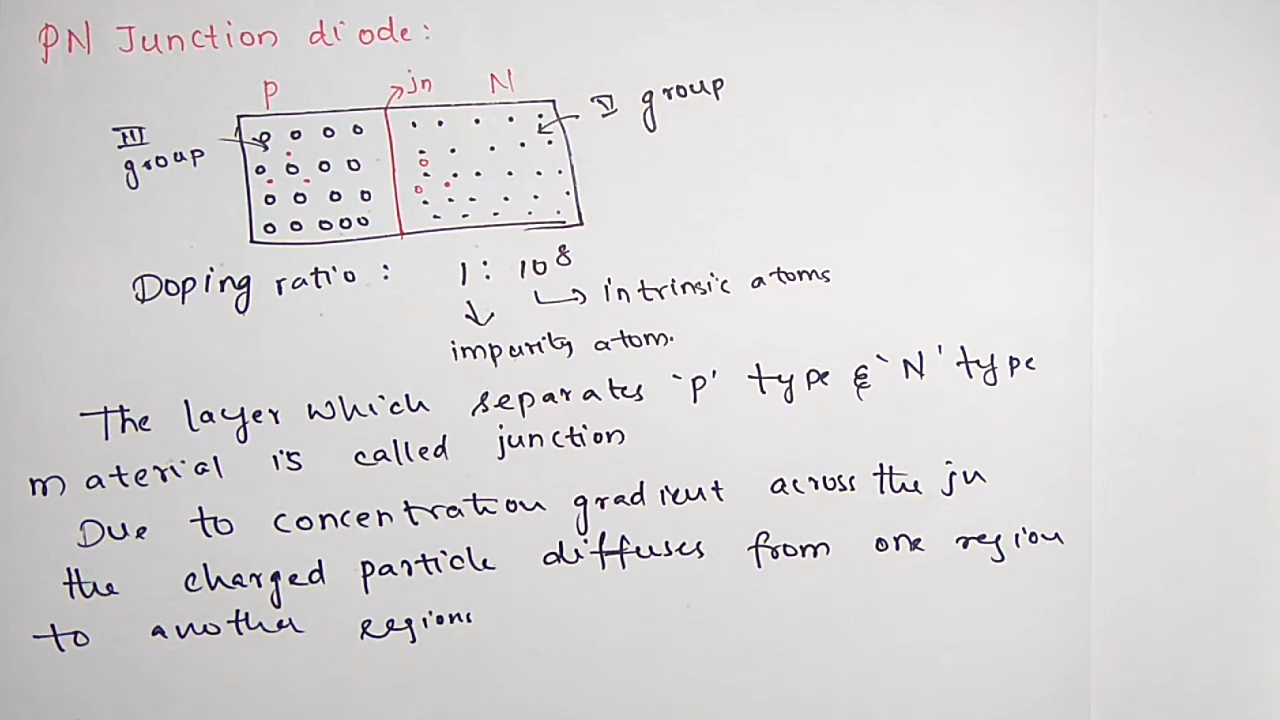 PN Junction diode:
P
jn
N
III
group
V group
Doping ratio : 1 : 10⁸
intrinsic atoms
impurity atom.
The layer which separates 'p' type & 'N' type
material is called junction
Due to concentration gradient across the jn
the charged particle diffuses from one region
to another regions